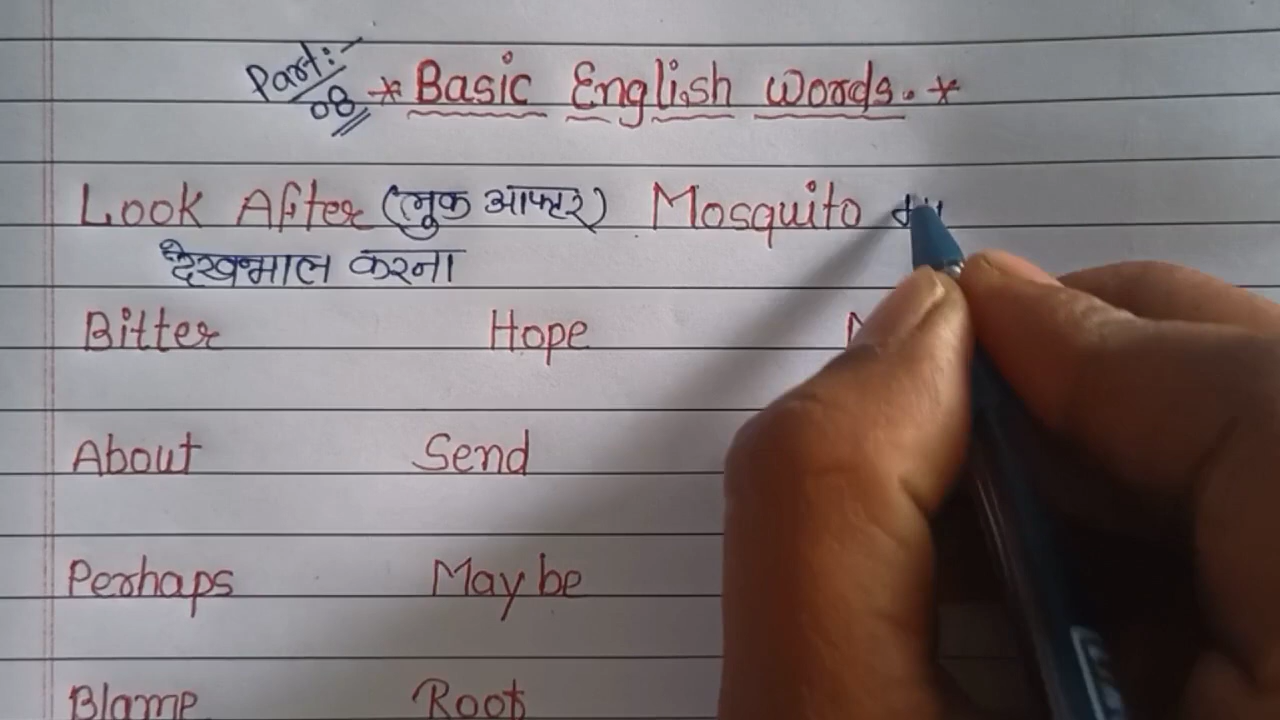 Part:-
08 * Basic English Words. *
Look After (लुक आफ्टर) Mosquito
देखभाल करना
Bitter Hope
About Send
Perhaps May be
Blame Root